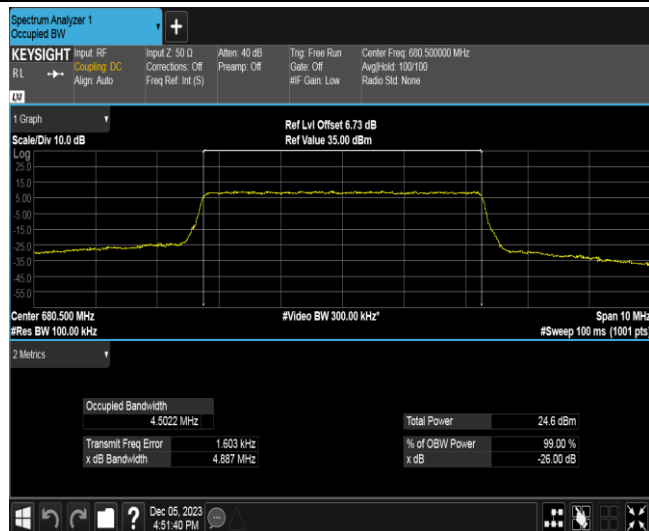 Spectrum Analyzer 1
Occupied BW
+
KEYSIGHT Input: RF Input Z: 50 Ω Atten: 40 dB Trig: Free Run Center Freq: 680.500000 MHz
RL Coupling: DC Corrections: Off Preamp: Off Gate: Off Avg|Hold: 100/100
Align: Auto Freq Ref: Int (S) #IF Gain: Low Radio Std: None
1 Graph
Ref Lvl Offset 6.73 dB
Scale/Div 10.0 dB Ref Value 35.00 dBm
Log
25.0
15.0
5.00
-5.00
-15.0
-25.0
-35.0
-45.0
-55.0
Center 680.500 MHz #Video BW 300.00 kHz* Span 10 MHz
#Res BW 100.00 kHz #Sweep 100 ms (1001 pts)
2 Metrics
Occupied Bandwidth
4.5022 MHz Total Power 24.6 dBm
Transmit Freq Error 1.603 kHz % of OBW Power 99.00 %
x dB Bandwidth 4.887 MHz x dB -26.00 dB
? Dec 05, 2023
4:51:40 PM